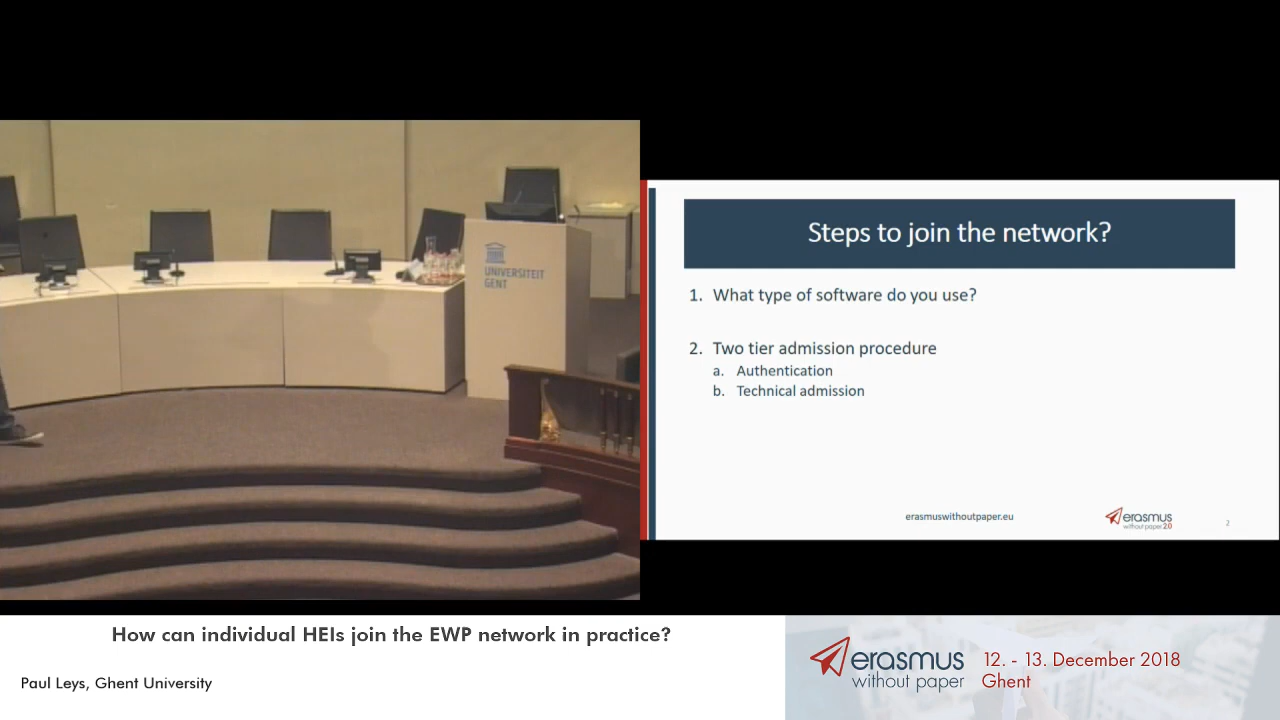 UNIVERSITEIT
GENT
Steps to join the network?
1. What type of software do you use?
2. Two tier admission procedure
a. Authentication
b. Technical admission
erasmuswithoutpaper.eu
erasmus
without paper 2.0
2
How can individual HEIs join the EWP network in practice?
Paul Leys, Ghent University
erasmus
without paper
12. - 13. December 2018
Ghent